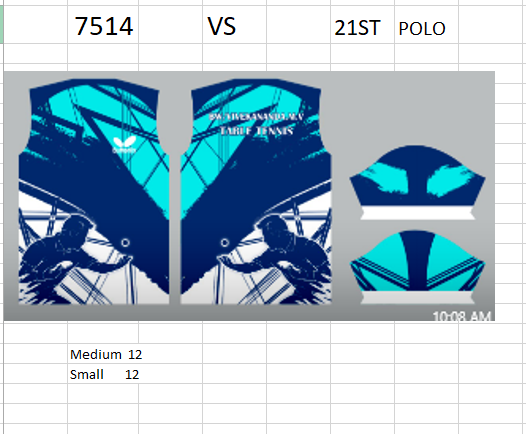 7514 VS 21ST POLO
TABLE TENNIS
10:08 AM
Medium 12
Small 12